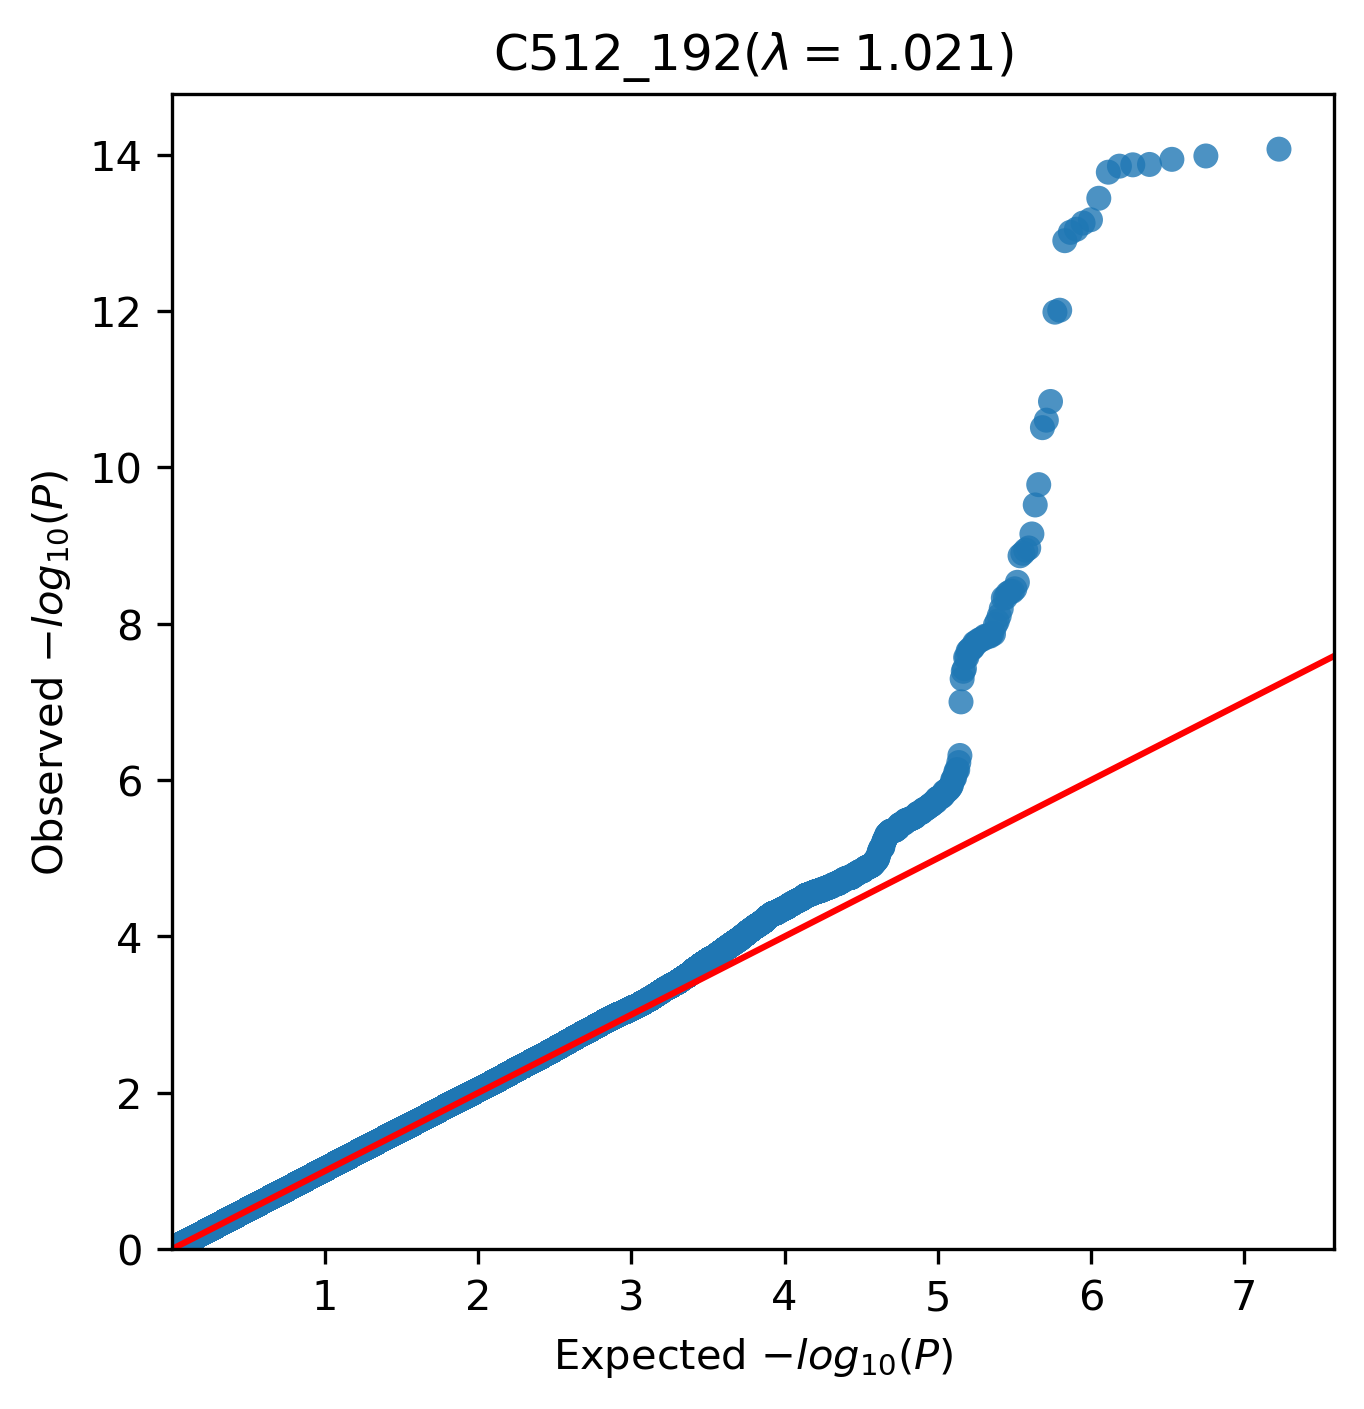 C512_192(λ = 1.021)
14
12
10
8
6
4
2
0
Observed −log₁₀(P)
1 2 3 4 5 6 7
Expected −log₁₀(P)